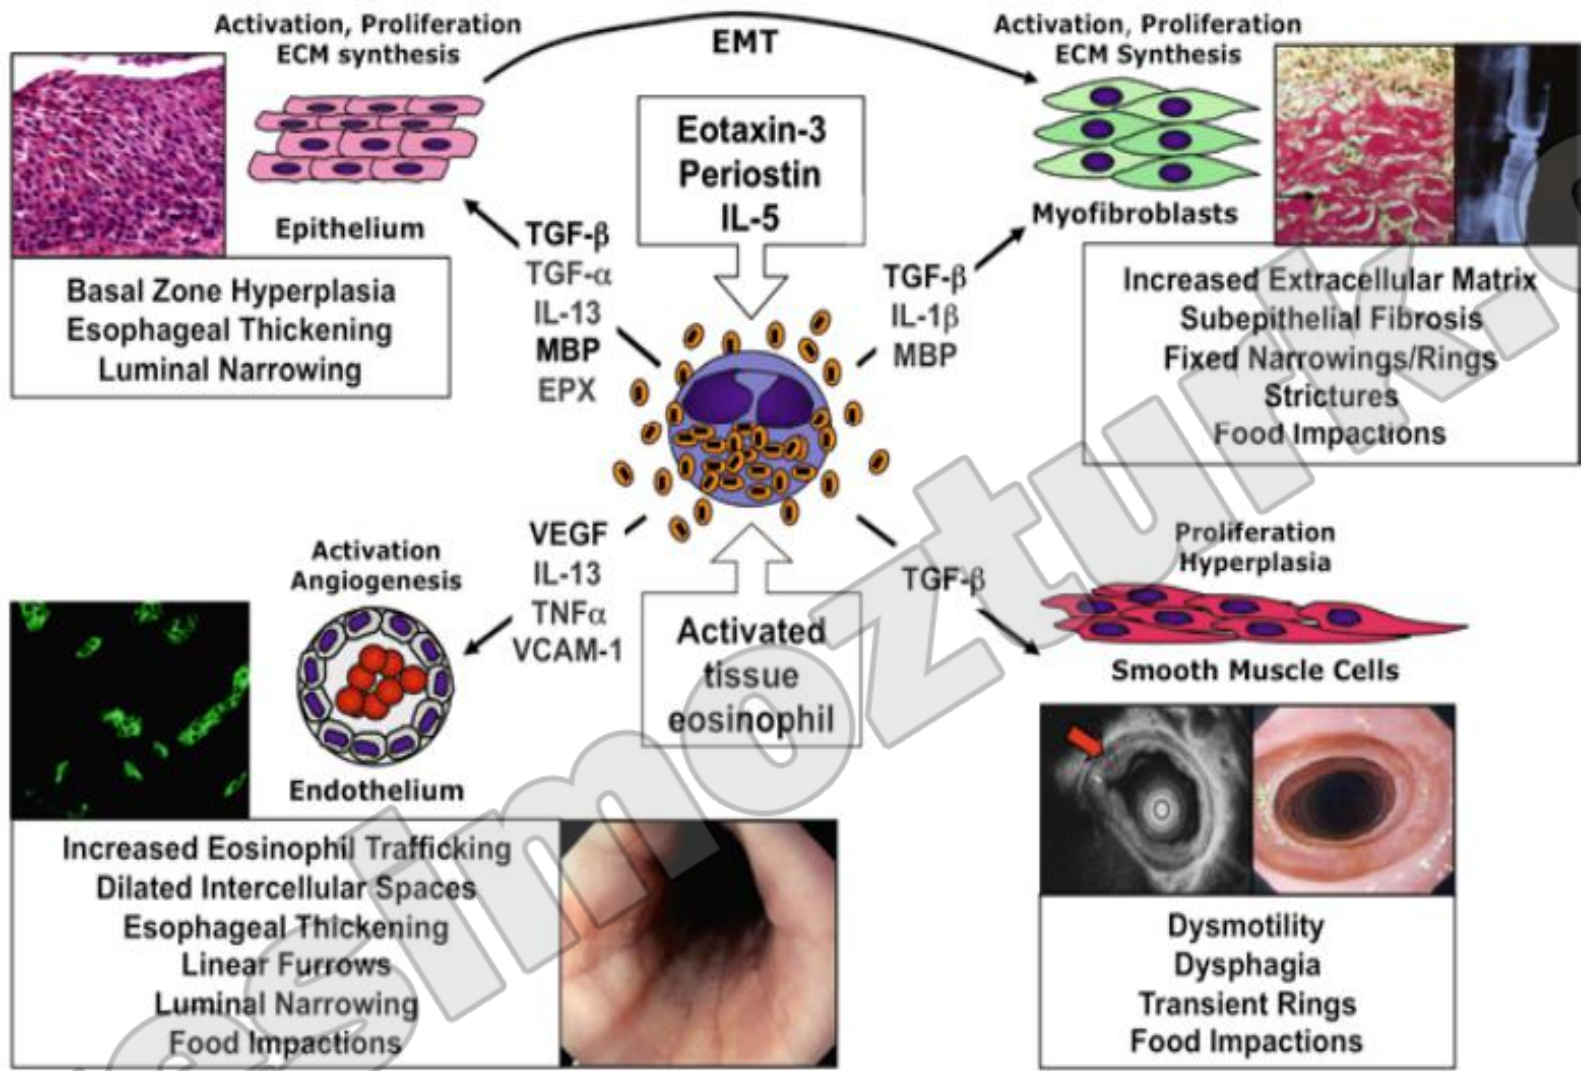 Activation, Proliferation
ECM synthesis
EMT
Activation, Proliferation
ECM Synthesis
Eotaxin-3
Periostin
IL-5
Epithelium
Myofibroblasts
TGF-β
TGF-α
IL-13
MBP
EPX
TGF-β
IL-1β
MBP
Basal Zone Hyperplasia
Esophageal Thickening
Luminal Narrowing
Increased Extracellular Matrix
Subepithelial Fibrosis
Fixed Narrowings/Rings
Strictures
Food Impactions
Activation
Angiogenesis
VEGF
IL-13
TNFα
VCAM-1
TGF-β
Proliferation
Hyperplasia
Activated
tissue
eosinophil
Smooth Muscle Cells
Endothelium
Increased Eosinophil Trafficking
Dilated Intercellular Spaces
Esophageal Thickening
Linear Furrows
Luminal Narrowing
Food Impactions
Dysmotility
Dysphagia
Transient Rings
Food Impactions
esimozturk.c